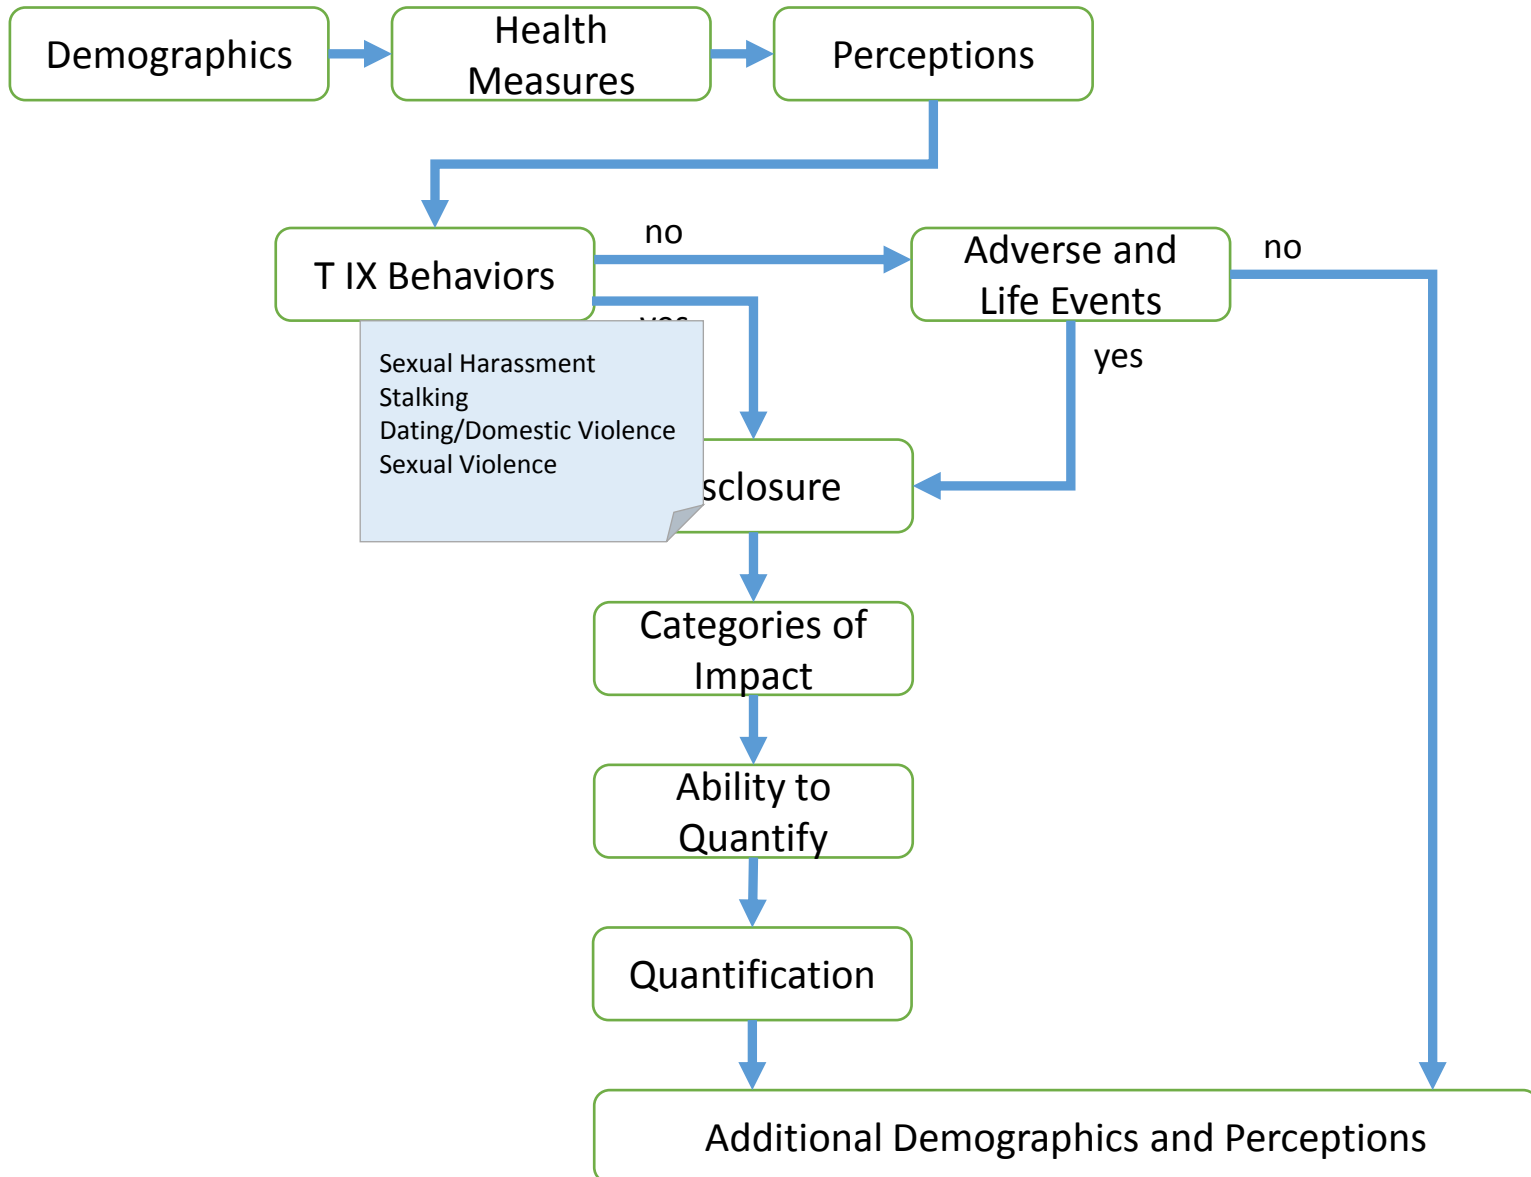 Demographics
Health
Measures
Perceptions
T IX Behaviors
no
Adverse and
Life Events
no
yes
yes
Sexual Harassment
Stalking
Dating/Domestic Violence
Sexual Violence
sclosure
Categories of
Impact
Ability to
Quantify
Quantification
Additional Demographics and Perceptions